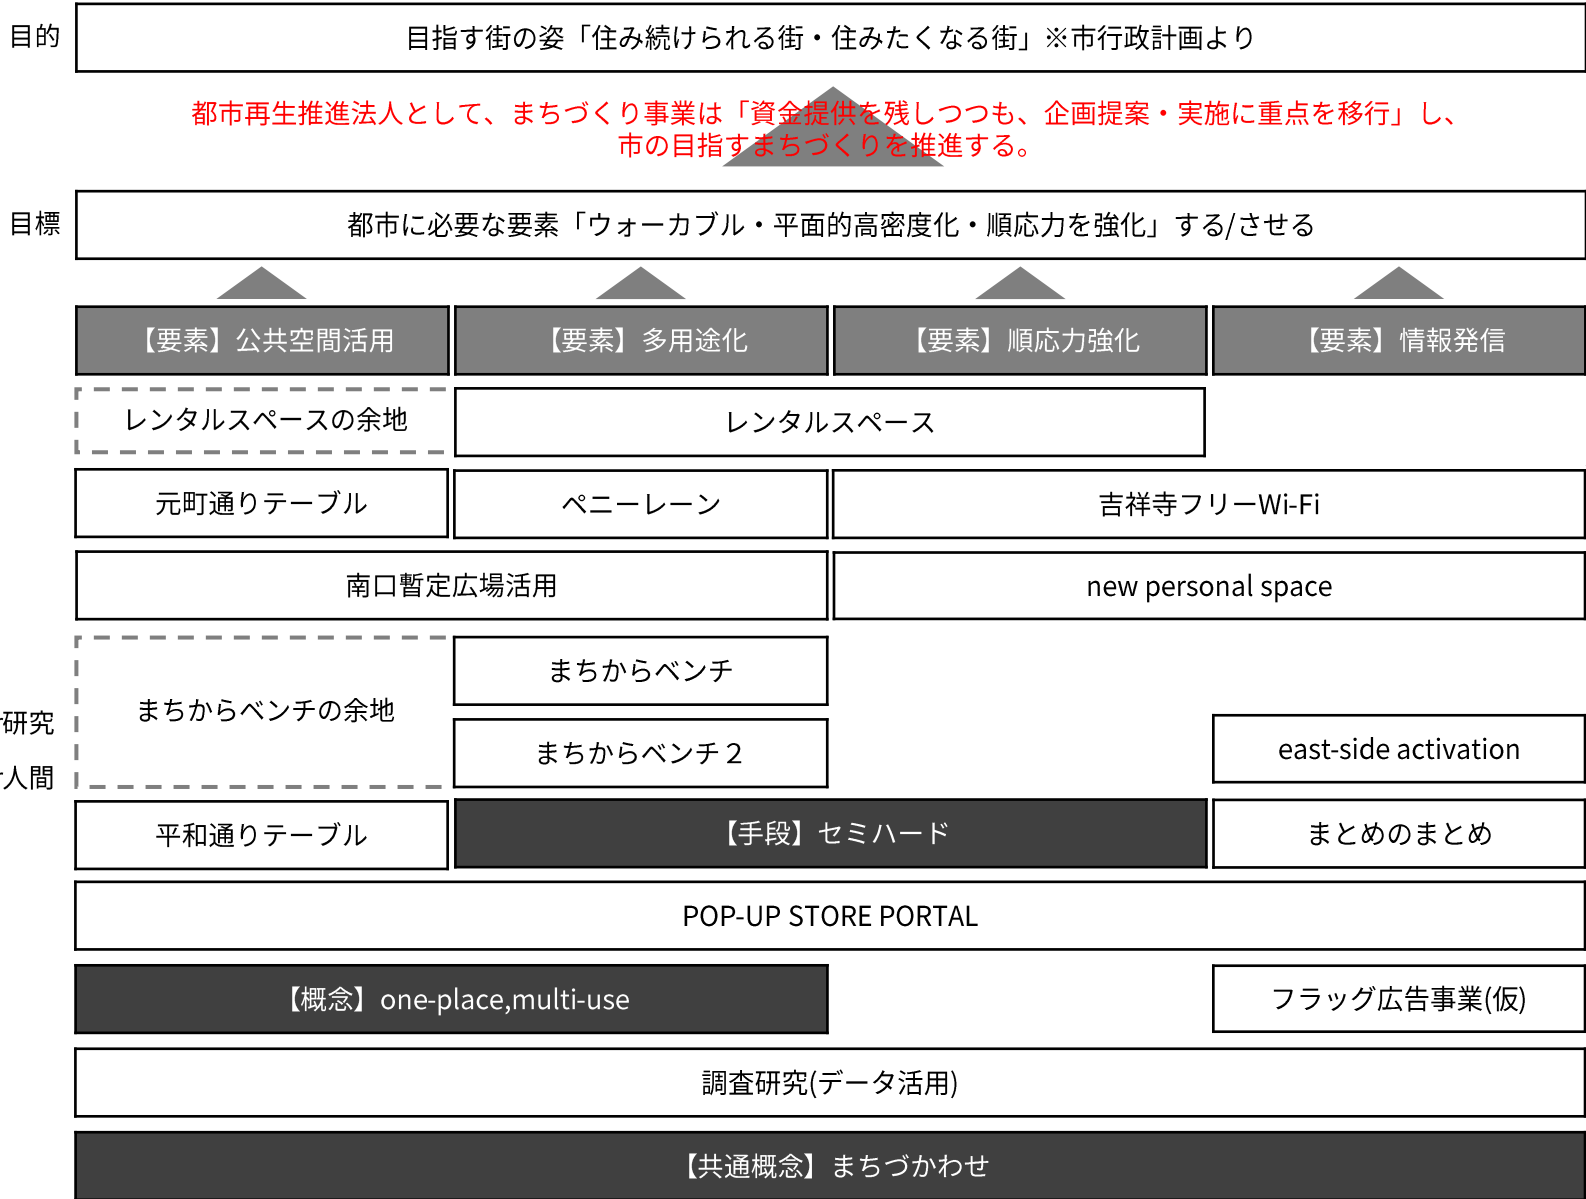 目的
目指す街の姿「住み続けられる街・住みたくなる街」※市行政計画より
都市再生推進法人として、まちづくり事業は「資金提供を残しつつも、企画提案・実施に重点を移行」し、
市の目指すまちづくりを推進する。
目標
都市に必要な要素「ウォーカブル・平面的高密度化・順応力を強化」する/させる
【要素】公共空間活用
【要素】多用途化
【要素】順応力強化
【要素】情報発信
レンタルスペースの余地
レンタルスペース
元町通りテーブル
ペニーレーン
吉祥寺フリーWi-Fi
南口暫定広場活用
new personal space
まちからベンチの余地
まちからベンチ
まちからベンチ２
研究
人間
east-side activation
平和通りテーブル
【手段】セミハード
まとめのまとめ
POP-UP STORE PORTAL
【概念】one-place,multi-use
フラッグ広告事業(仮)
調査研究(データ活用)
【共通概念】まちづかわせ